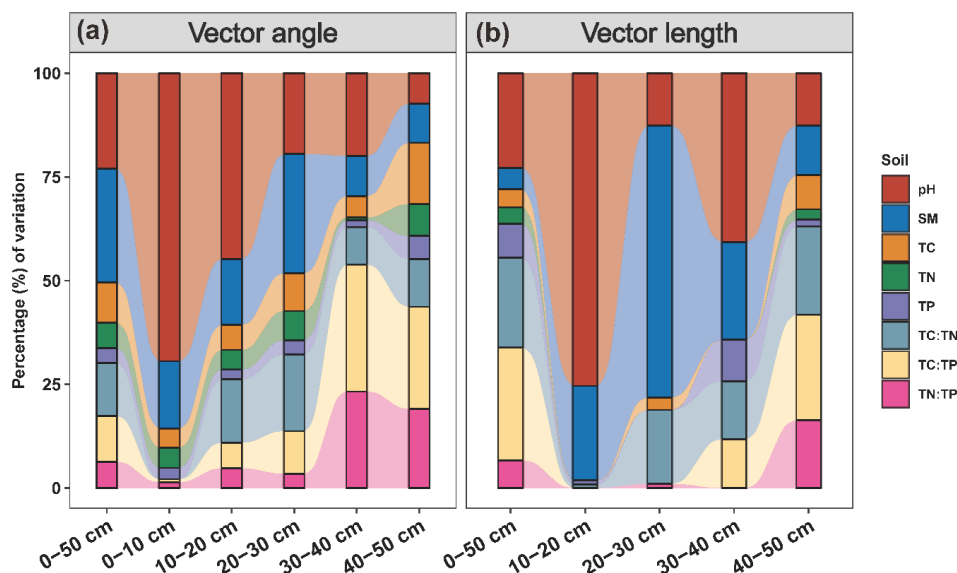 (a) Vector angle
(b) Vector length
Percentage (%) of variation
100
75
50
25
0
0–50 cm
0–10 cm
10–20 cm
20–30 cm
30–40 cm
40–50 cm
0–50 cm
10–20 cm
20–30 cm
30–40 cm
40–50 cm
Soil
pH
SM
TC
TN
TP
TC:TN
TC:TP
TN:TP